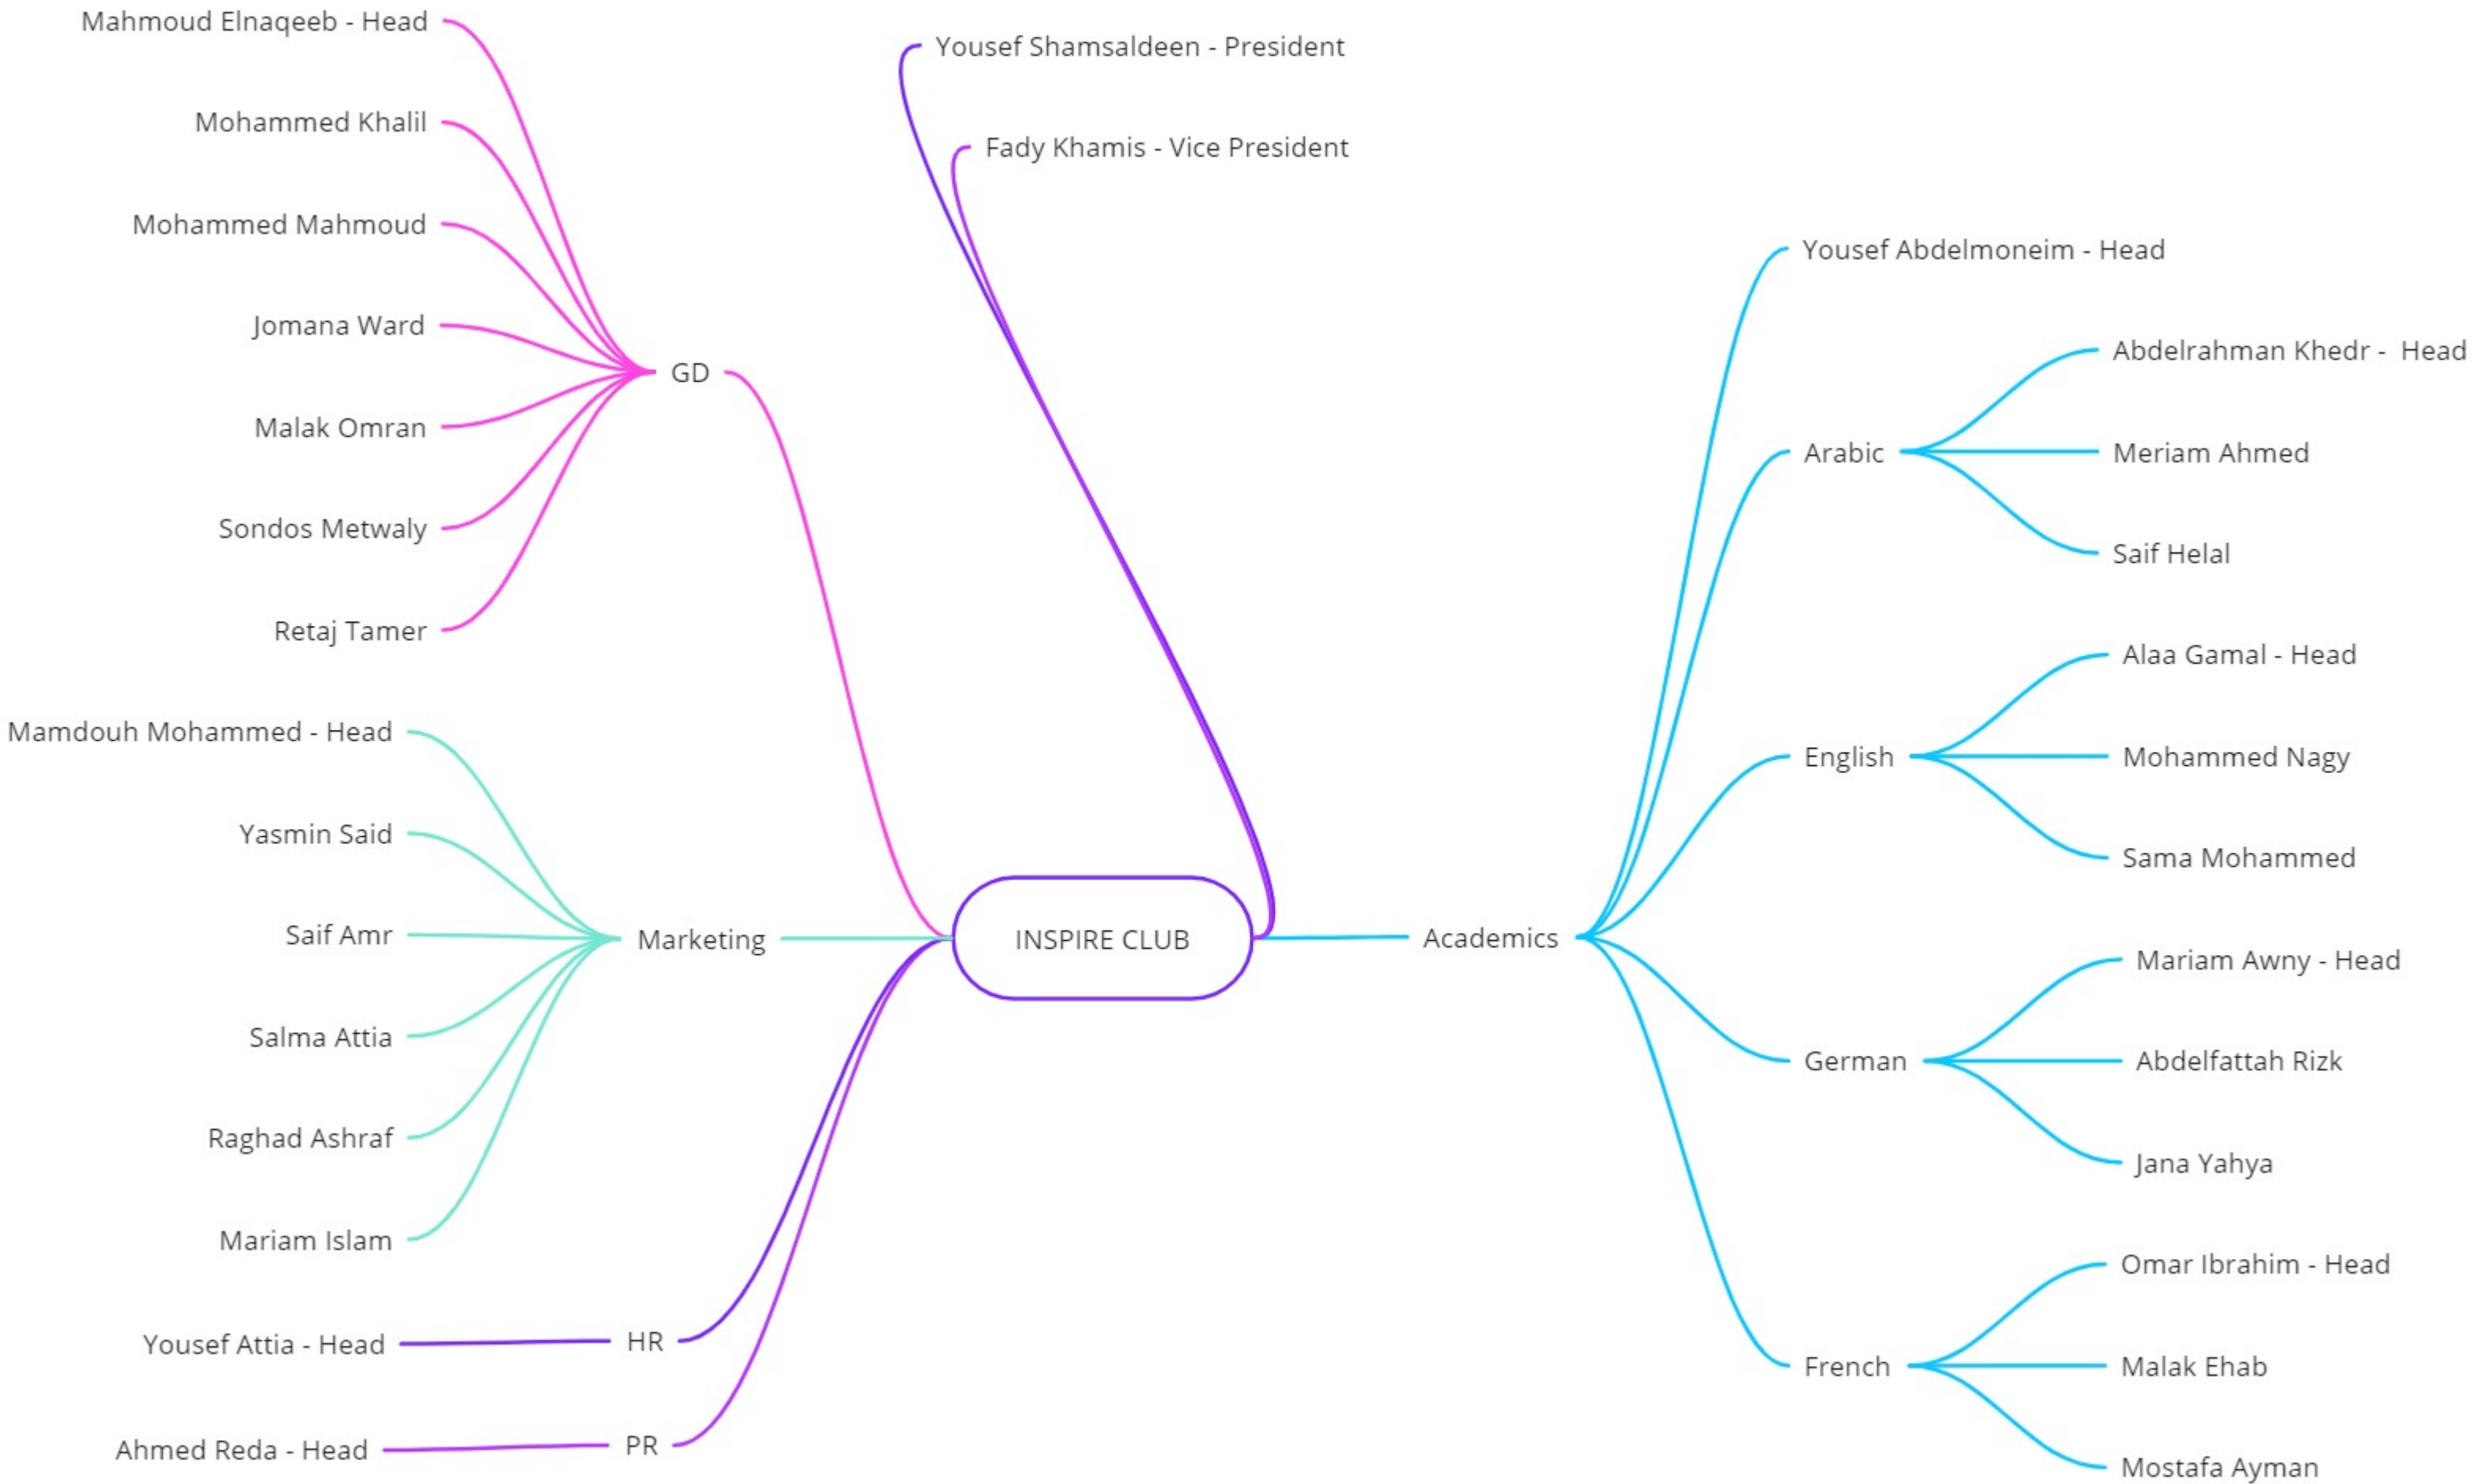 Mahmoud Elnaqeeb - Head
Mohammed Khalil
Mohammed Mahmoud
Jomana Ward
Malak Omran
Sondos Metwaly
Retaj Tamer
GD
Mamdouh Mohammed - Head
Yasmin Said
Saif Amr
Salma Attia
Raghad Ashraf
Mariam Islam
Marketing
Yousef Attia - Head
HR
Ahmed Reda - Head
PR
Yousef Shamsaldeen - President
Fady Khamis - Vice President
INSPIRE CLUB
Academics
Yousef Abdelmoneim - Head
Arabic
Abdelrahman Khedr -  Head
Meriam Ahmed
Saif Helal
English
Alaa Gamal - Head
Mohammed Nagy
Sama Mohammed
German
Mariam Awny - Head
Abdelfattah Rizk
Jana Yahya
French
Omar Ibrahim - Head
Malak Ehab
Mostafa Ayman